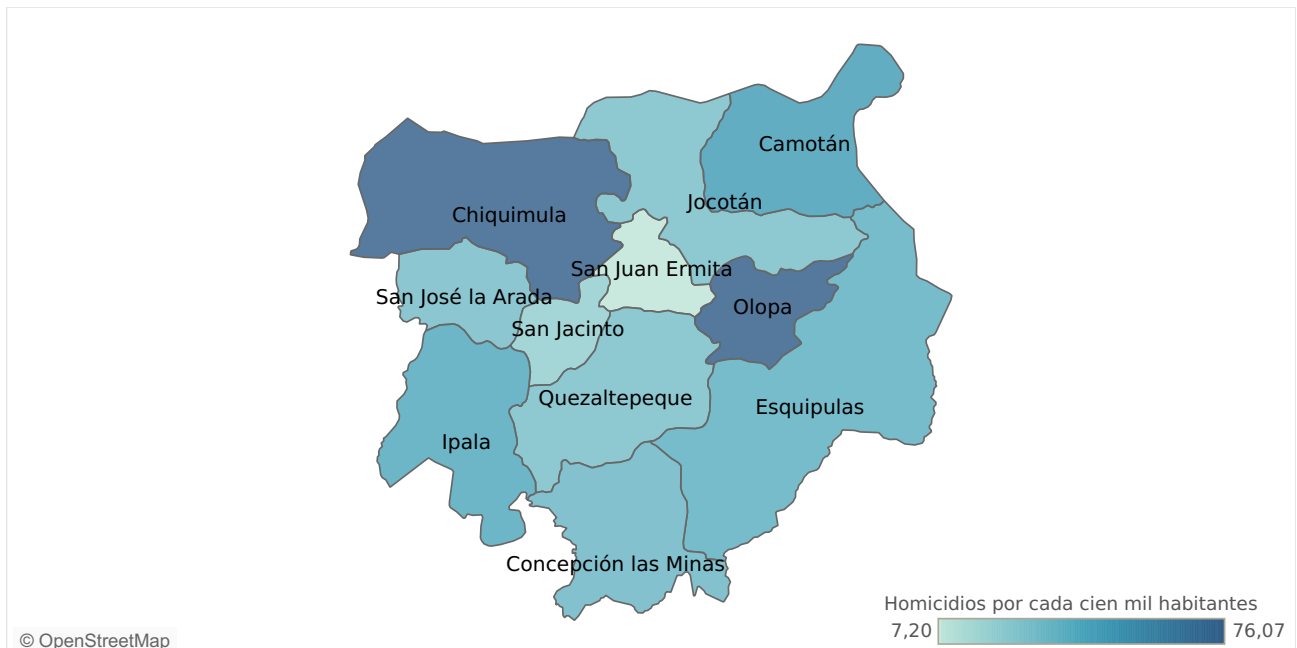 Camotán
Jocotán
Chiquimula
San Juan Ermita
San José la Arada
Olopa
San Jacinto
Quezaltepeque
Esquipulas
Ipala
Concepción las Minas
Homicidios por cada cien mil habitantes
7,20 76,07
© OpenStreetMap